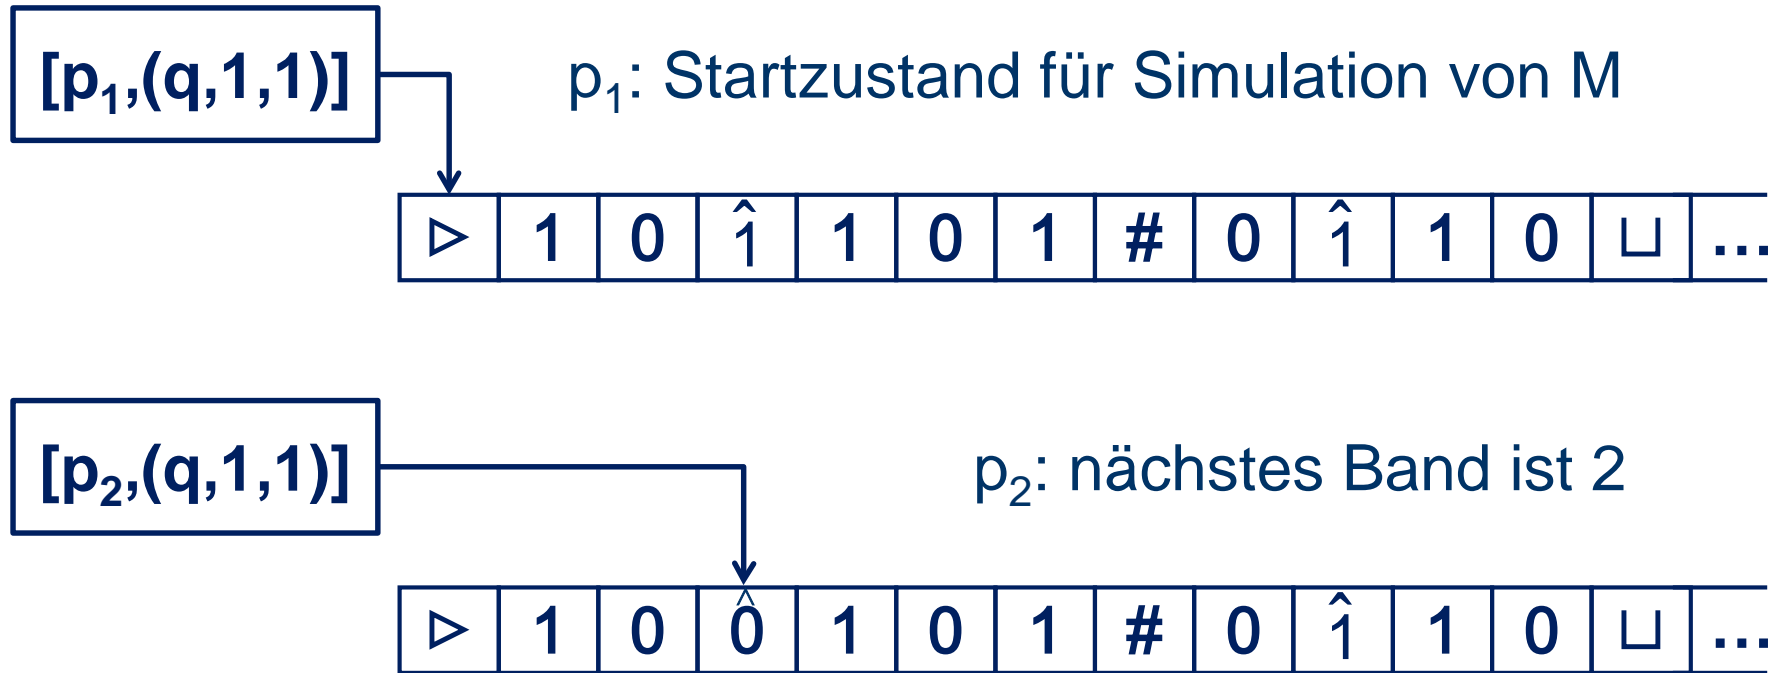 [p₁,(q,1,1)] p₁: Startzustand für Simulation von M
▷ 1 0 1̂ 1 0 1 # 0 1̂ 1 0 ⊔ ...
[p₂,(q,1,1)] p₂: nächstes Band ist 2
▷ 1 0 0̂ 1 0 1 # 0 1̂ 1 0 ⊔ ...